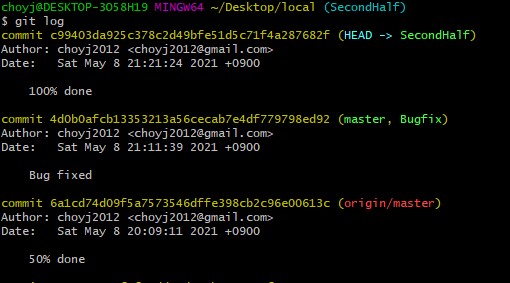 choyj@DESKTOP-3O58H19 MINGW64 ~/Desktop/local (SecondHalf)
$ git log
commit c99403da925c378c2d49bfe51d5c71f4a287682f (HEAD -> SecondHalf)
Author: choyj2012 <choyj2012@gmail.com>
Date:   Sat May 8 21:21:24 2021 +0900
100% done
commit 4d0b0afcb13353213a56cecab7e4df779798ed92 (master, Bugfix)
Author: choyj2012 <choyj2012@gmail.com>
Date:   Sat May 8 21:11:39 2021 +0900
Bug fixed
commit 6a1cd74d09f5a7573546dffe398cb2c96e00613c (origin/master)
Author: choyj2012 <choyj2012@gmail.com>
Date:   Sat May 8 20:09:11 2021 +0900
50% done